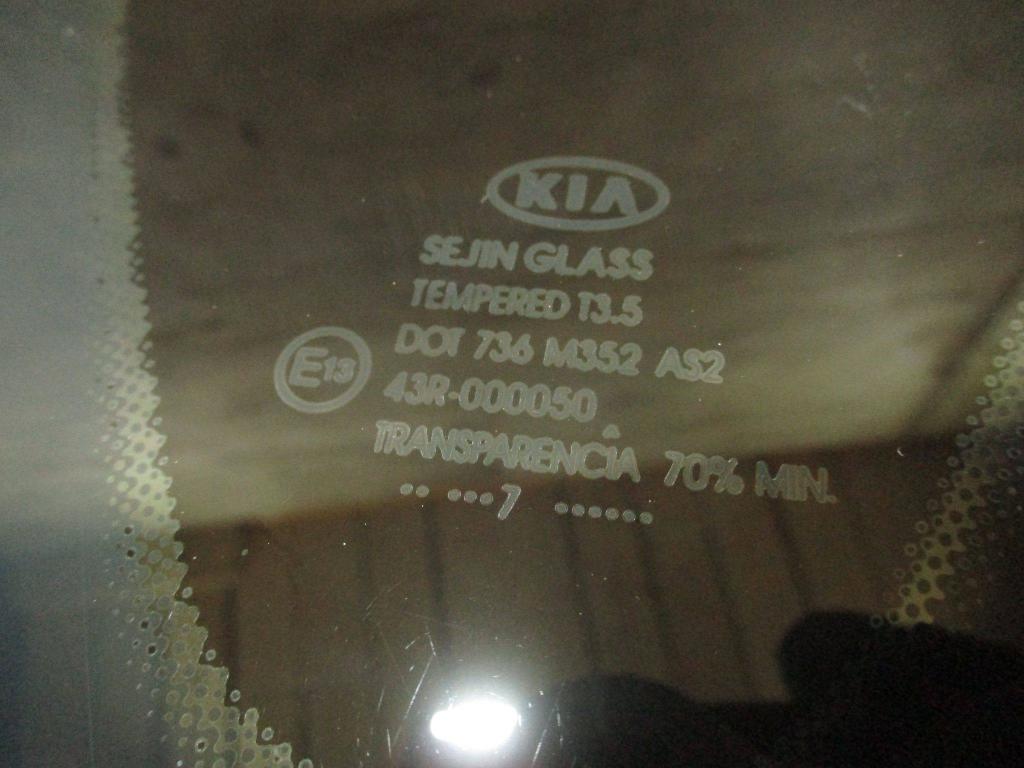 KIA
SEJIN GLASS
TEMPERED T3.5
DOT 736 M352 AS2
E13
43R-000050
TRANSPARENCIA 70% MIN.
•• •••7 ••••••